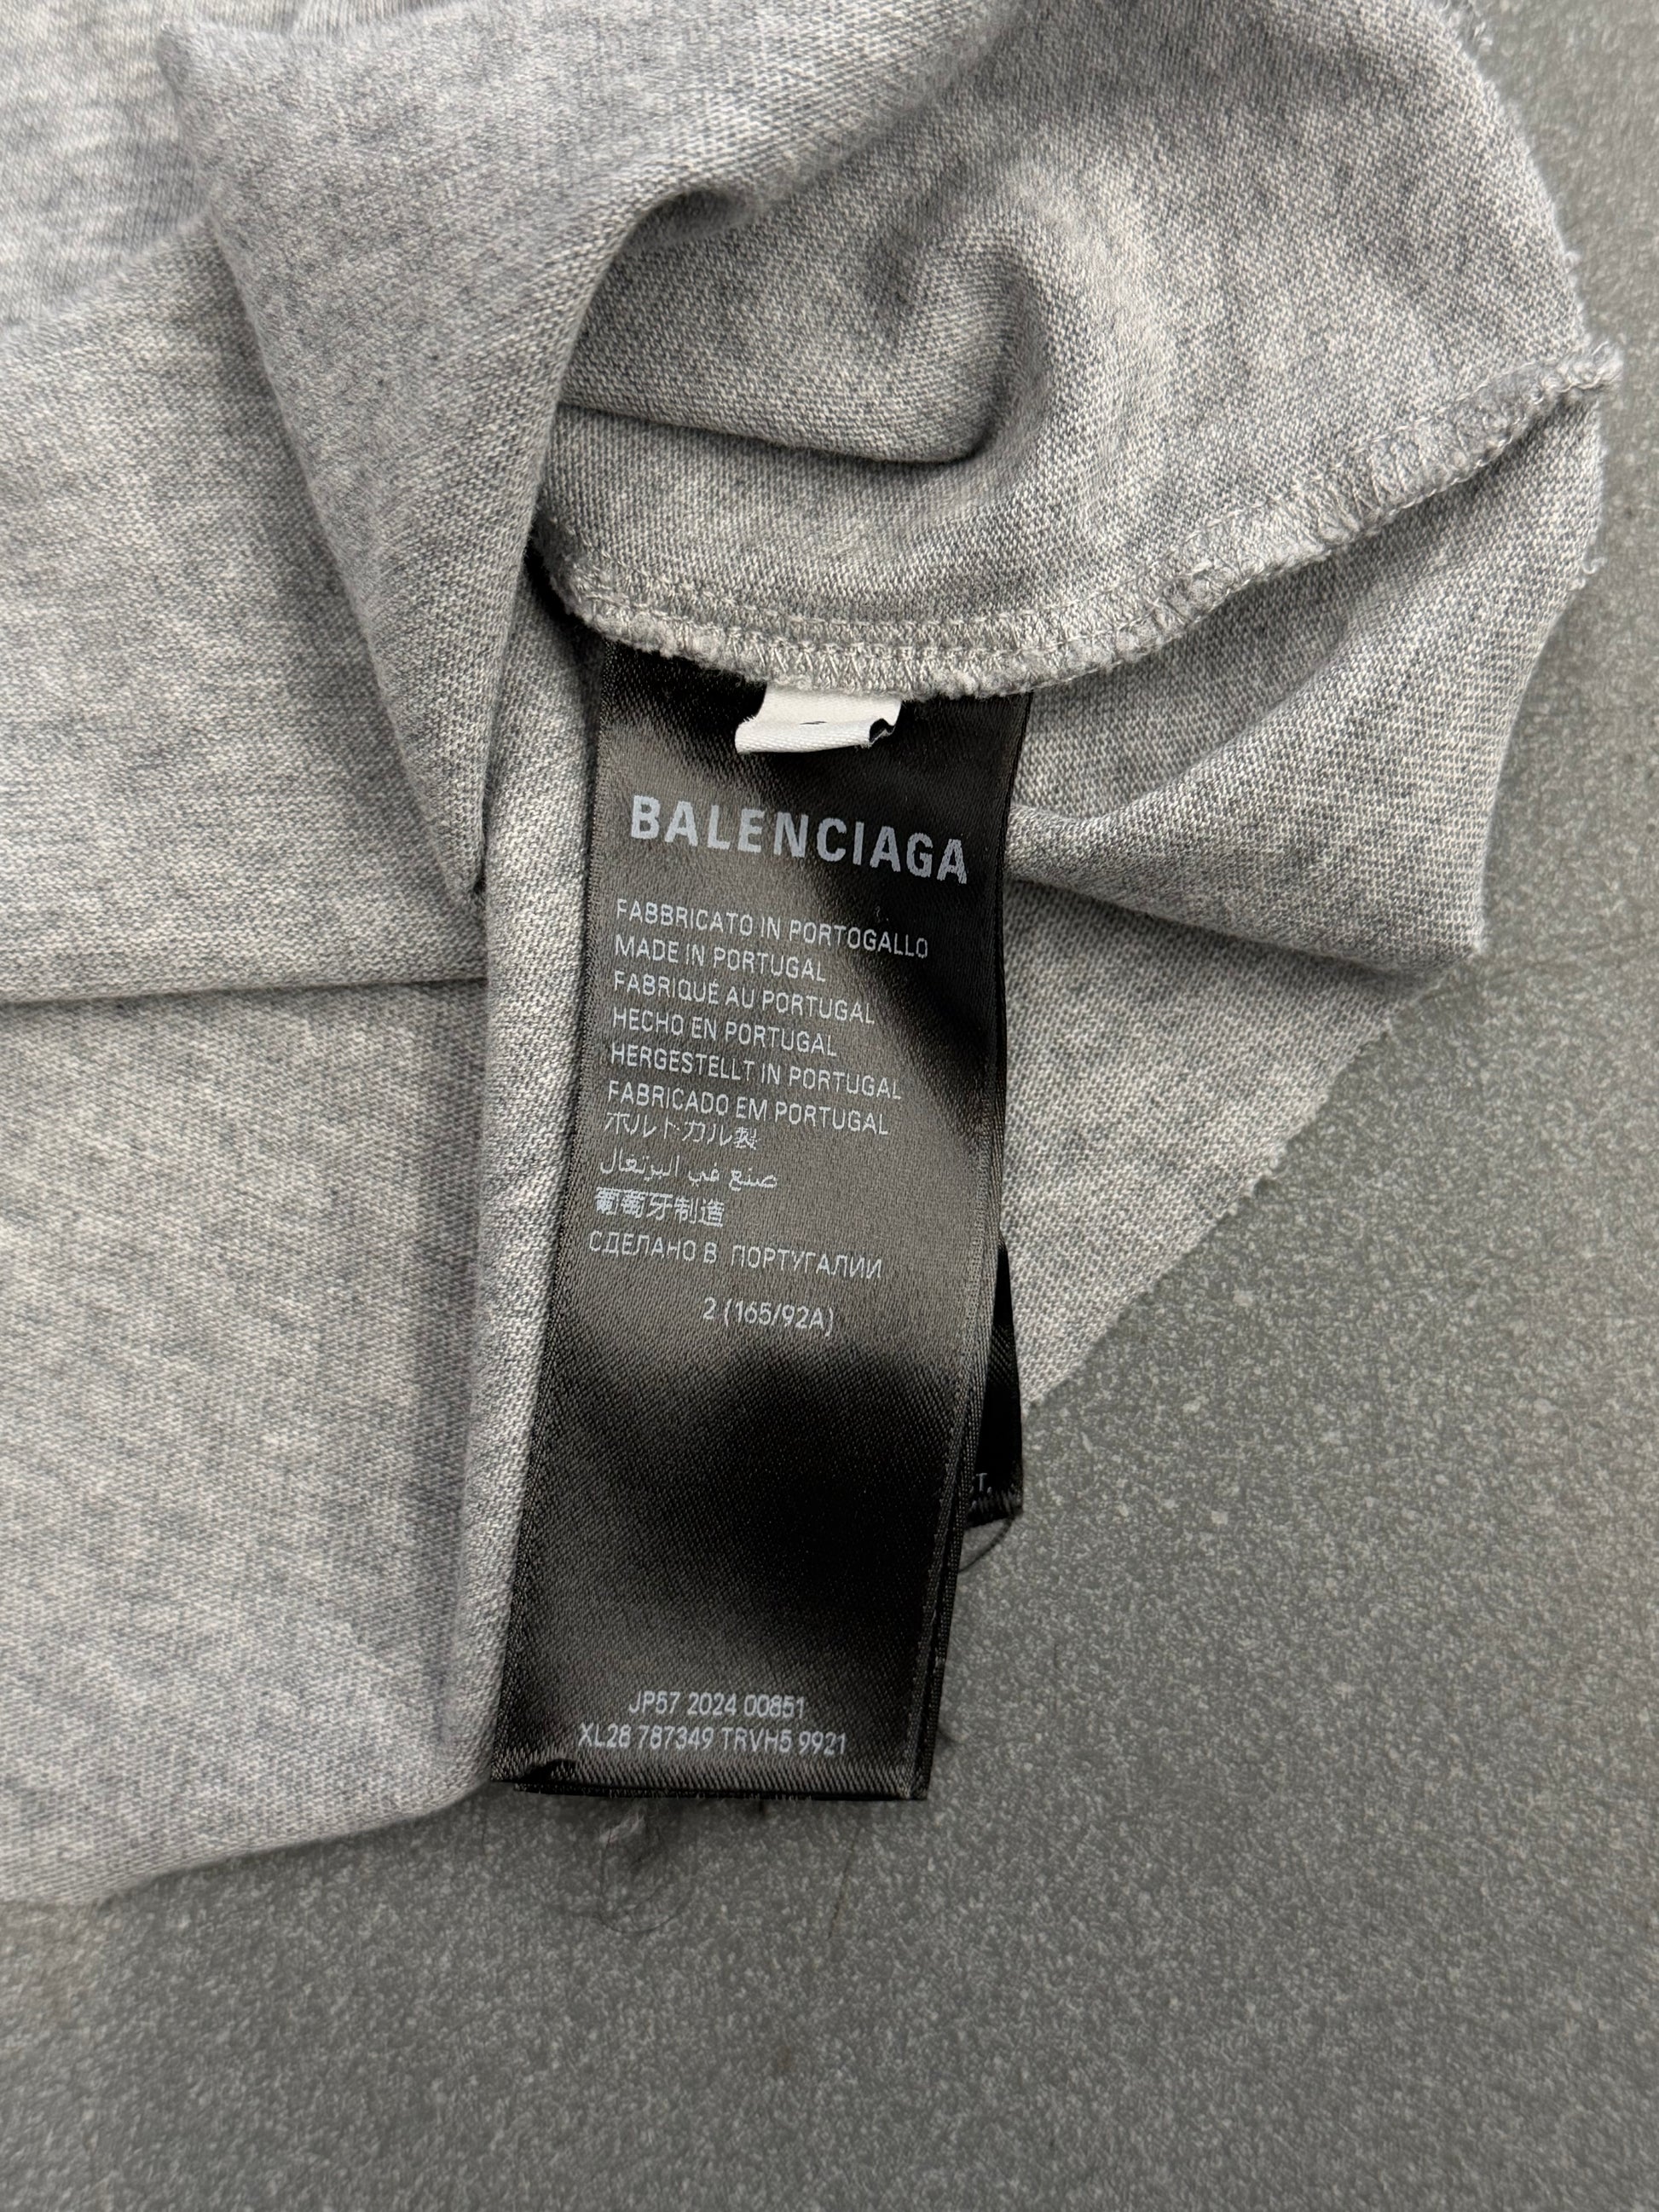 BALENCIAGA
FABBRICATO IN PORTOGALLO
MADE IN PORTUGAL
FABRIQUÉ AU PORTUGAL
HECHO EN PORTUGAL
HERGESTELLT IN PORTUGAL
FABRICADO EM PORTUGAL
ポルトガル製
صنع في البرتغال
葡萄牙制造
СДЕЛАНО В ПОРТУГАЛИИ
2 (165/92A)
T.
JP57 2024 00851
XL28 787349 TRVH5 9921